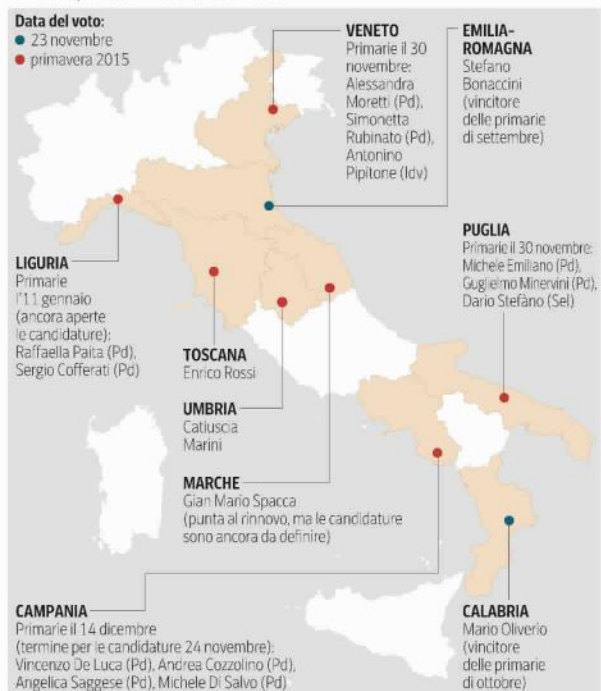 Data del voto:
23 novembre
primavera 2015
VENETO
Primarie il 30
novembre:
Alessandra
Moretti (Pd),
Simonetta
Rubinato (Pd),
Antonino
Pipitone (Idv)
EMILIA-
ROMAGNA
Stefano
Bonaccini
(vincitore
delle primarie
di settembre)
PUGLIA
Primarie il 30 novembre:
Michele Emiliano (Pd),
Guglielmo Minervini (Pd),
Dario Stefàno (Sel)
LIGURIA
Primarie
l'11 gennaio
(ancora aperte
le candidature):
Raffaella Paita (Pd),
Sergio Cofferati (Pd)
TOSCANA
Enrico Rossi
UMBRIA
Catiuscia
Marini
MARCHE
Gian Mario Spacca
(punta al rinnovo, ma le candidature
sono ancora da definire)
CAMPANIA
Primarie il 14 dicembre
(termine per le candidature 24 novembre):
Vincenzo De Luca (Pd), Andrea Cozzolino (Pd),
Angelica Saggese (Pd), Michele Di Salvo (Pd)
CALABRIA
Mario Oliverio
(vincitore
delle primarie
di ottobre)